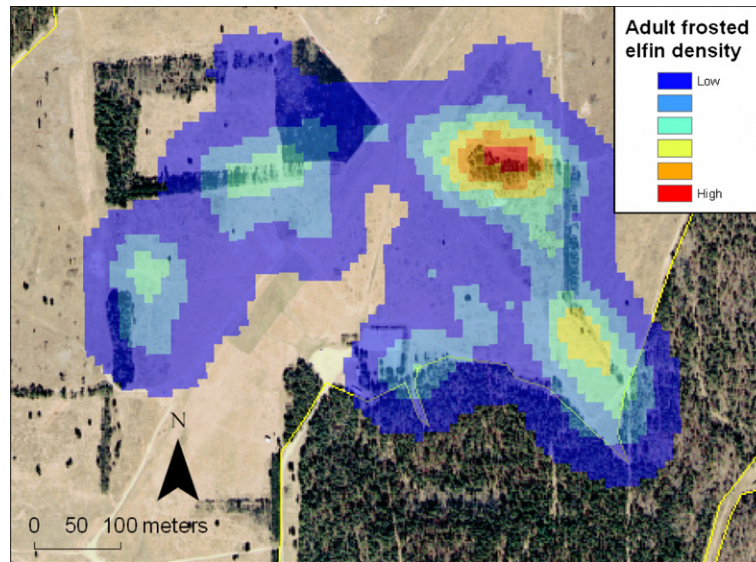 Adult frosted
elfin density
Low
High
N
0 50 100 meters